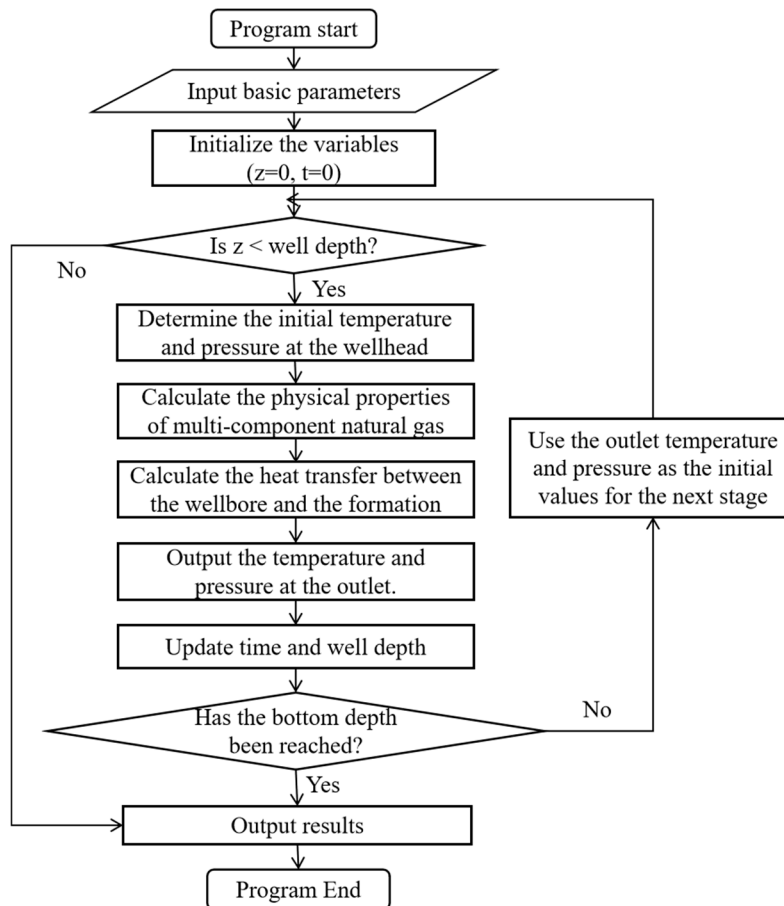 Program start
Input basic parameters
Initialize the variables
(z=0, t=0)
Is z < well depth?
No
Yes
Determine the initial temperature
and pressure at the wellhead
Calculate the physical properties
of multi-component natural gas
Use the outlet temperature
and pressure as the initial
values for the next stage
Calculate the heat transfer between
the wellbore and the formation
Output the temperature and
pressure at the outlet.
Update time and well depth
Has the bottom depth
been reached?
No
Yes
Output results
Program End